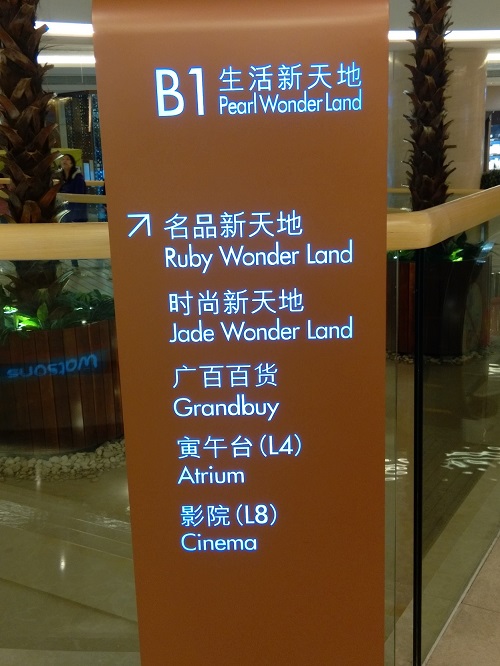 B1 生活新天地
Pearl Wonder Land
名品新天地
Ruby Wonder Land
时尚新天地
Jade Wonder Land
广百百货
Grandbuy
寅午台(L4)
Atrium
影院(L8)
Cinema
watsons